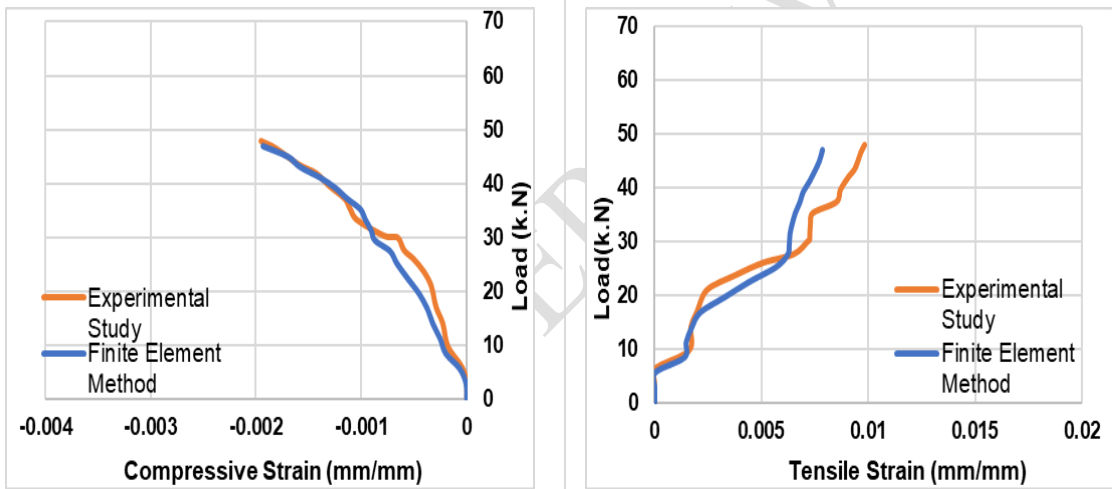 70
60
50
40
30
20
10
0
Load (k.N)
-0.004 -0.003 -0.002 -0.001 0
Compressive Strain (mm/mm)
Experimental
Study
Finite Element
Method
70
60
50
40
30
20
10
0
Load(k.N)
0 0.005 0.01 0.015 0.02
Tensile Strain (mm/mm)
Experimental
Study
Finite Element
Method